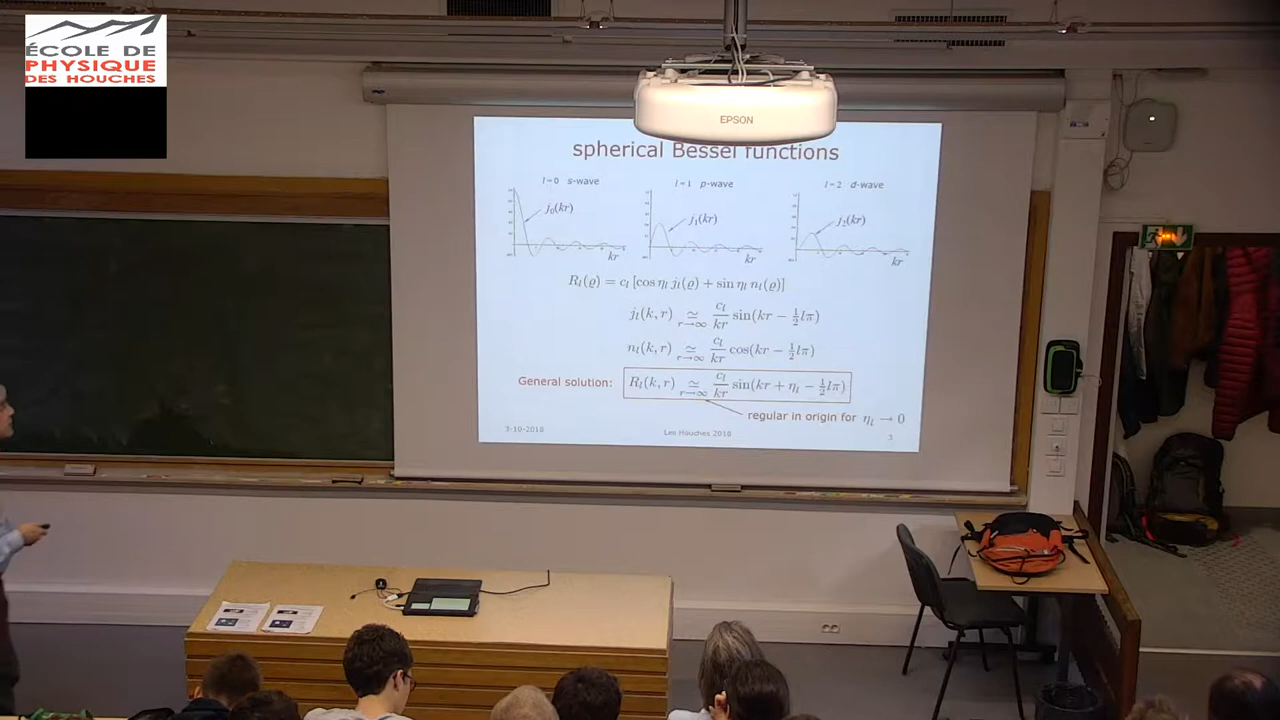 ÉCOLE DE
PHYSIQUE
DES HOUCHES
EPSON
spherical Bessel functions
l=0 s-wave
l=1 p-wave
l=2 d-wave
j₀(kr)
j₁(kr)
j₂(kr)
kr
kr
kr
R_l(ϱ) = c_l [cos η_l j_l(ϱ) + sin η_l n_l(ϱ)]
j_l(k, r) ≃_{r→∞} c_l/kr sin(kr − ½lπ)
n_l(k, r) ≃_{r→∞} c_l/kr cos(kr − ½lπ)
General solution: R_l(k, r) ≃_{r→∞} c_l/kr sin(kr + η_l − ½lπ)
regular in origin for η_l → 0
3-10-2018
Les Houches 2018
3